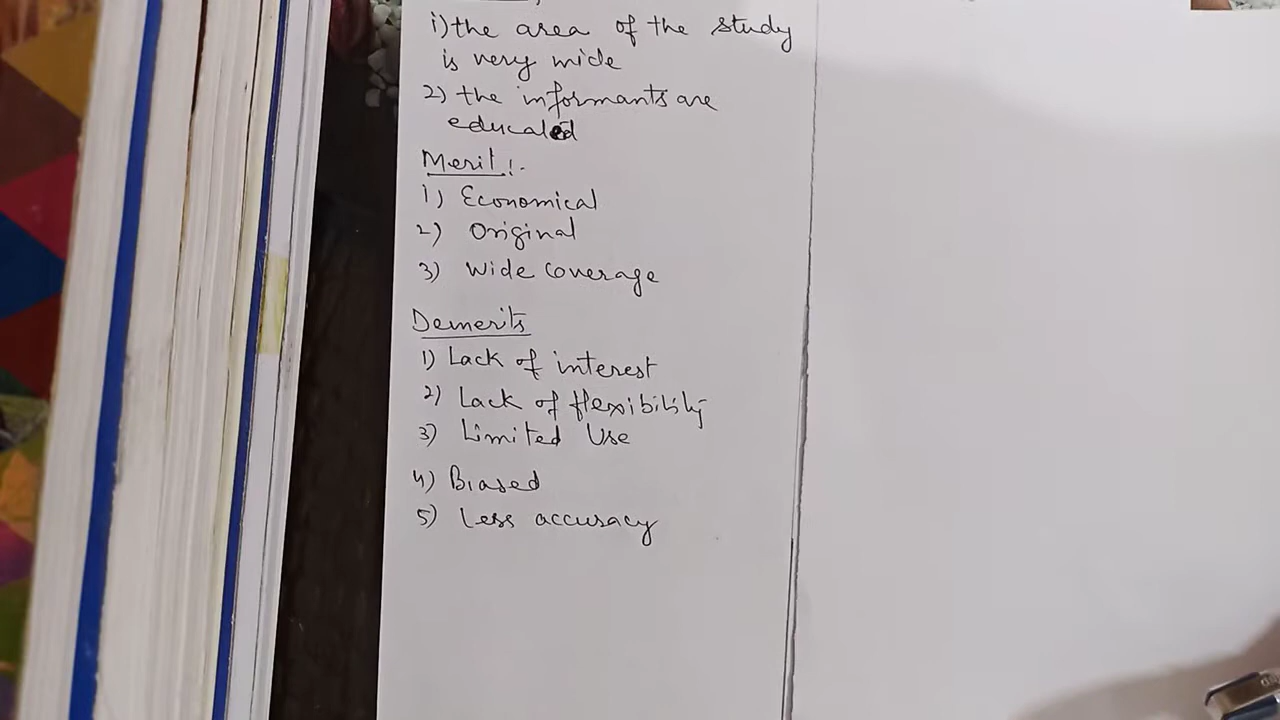 i) the area of the study
is very wide
2) the informants are
educated
Merit :-
1) Economical
2) Original
3) Wide coverage
Demerits
1) Lack of interest
2) Lack of flexibility
3) Limited Use
4) Biased
5) Less accuracy